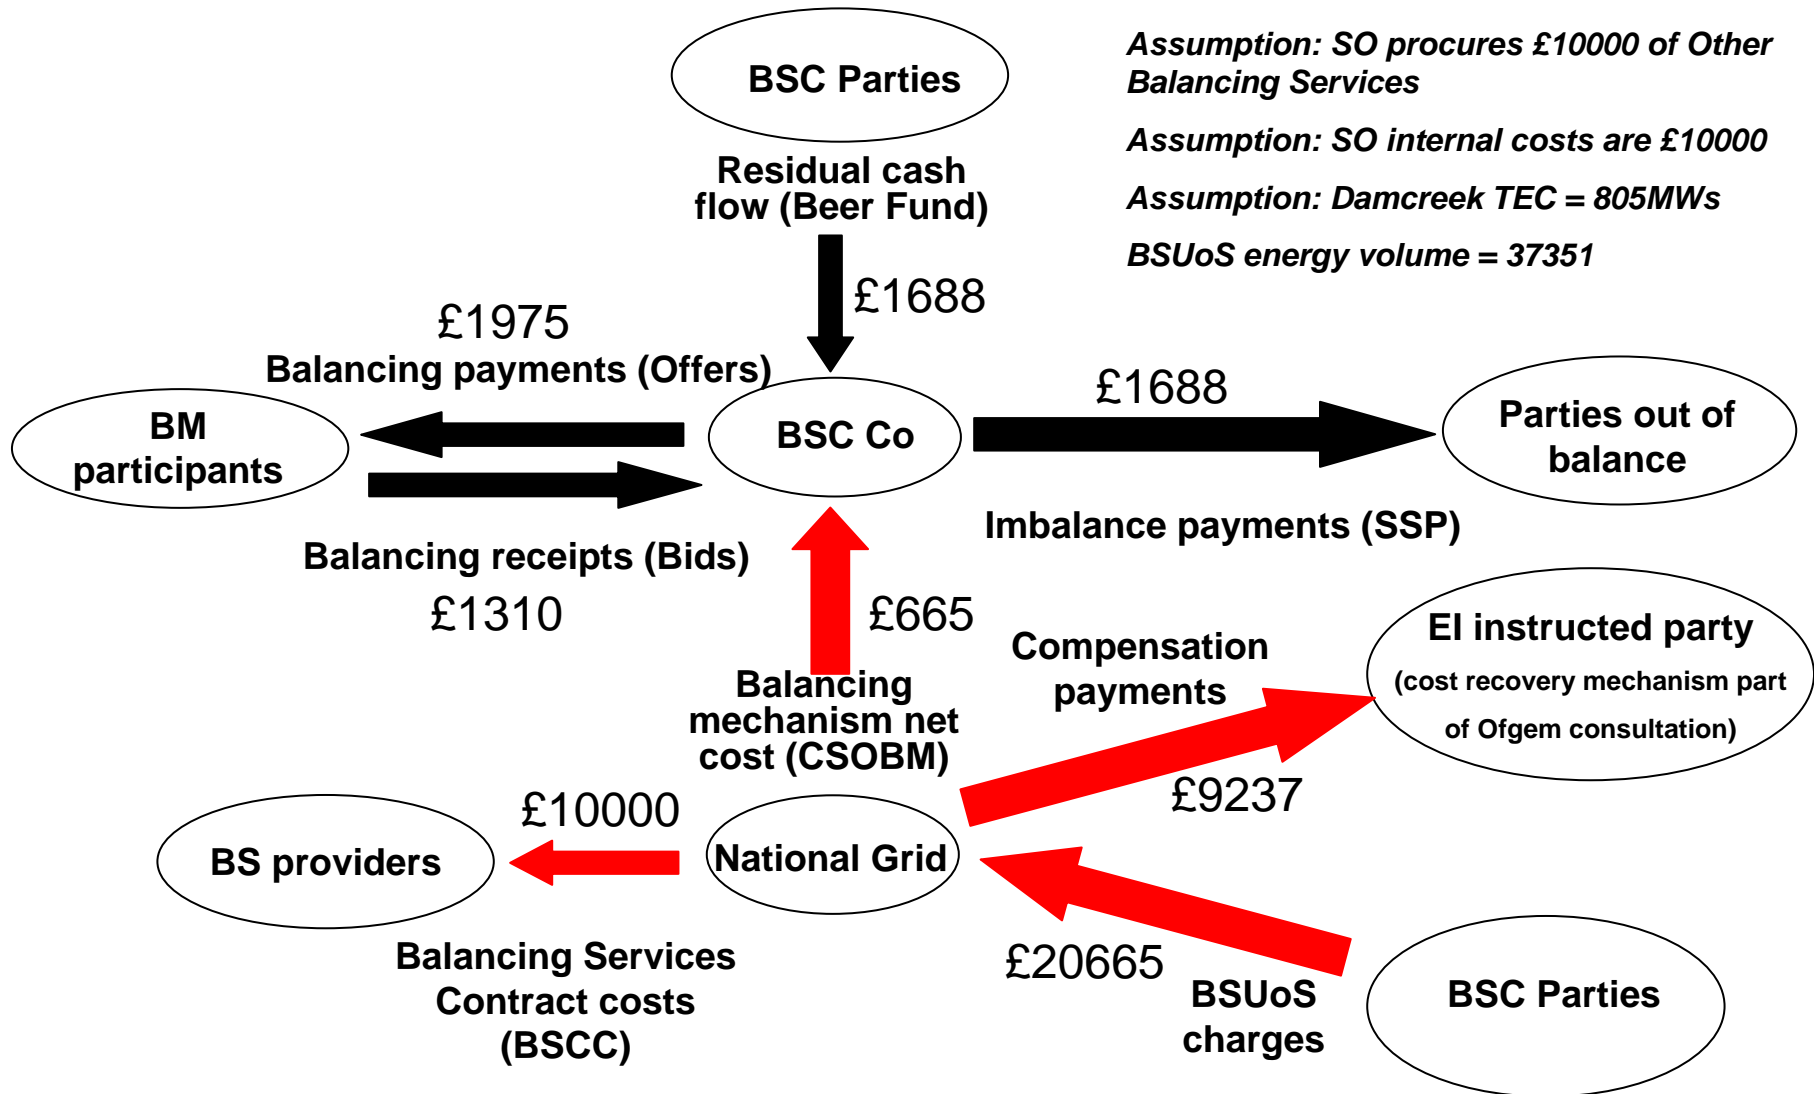 BSC Parties
Assumption: SO procures £10000 of Other
Balancing Services
Assumption: SO internal costs are £10000
Assumption: Damcreek TEC = 805MWs
BSUoS energy volume = 37351
Residual cash
flow (Beer Fund)
£1688
£1975
Balancing payments (Offers)
BM
participants
BSC Co
£1688
Parties out of
balance
Imbalance payments (SSP)
Balancing receipts (Bids)
£1310
£665
Balancing
mechanism net
cost (CSOBM)
Compensation
payments
EI instructed party
(cost recovery mechanism part
of Ofgem consultation)
£9237
£10000
BS providers
National Grid
Balancing Services
Contract costs
(BSCC)
£20665
BSUoS
charges
BSC Parties